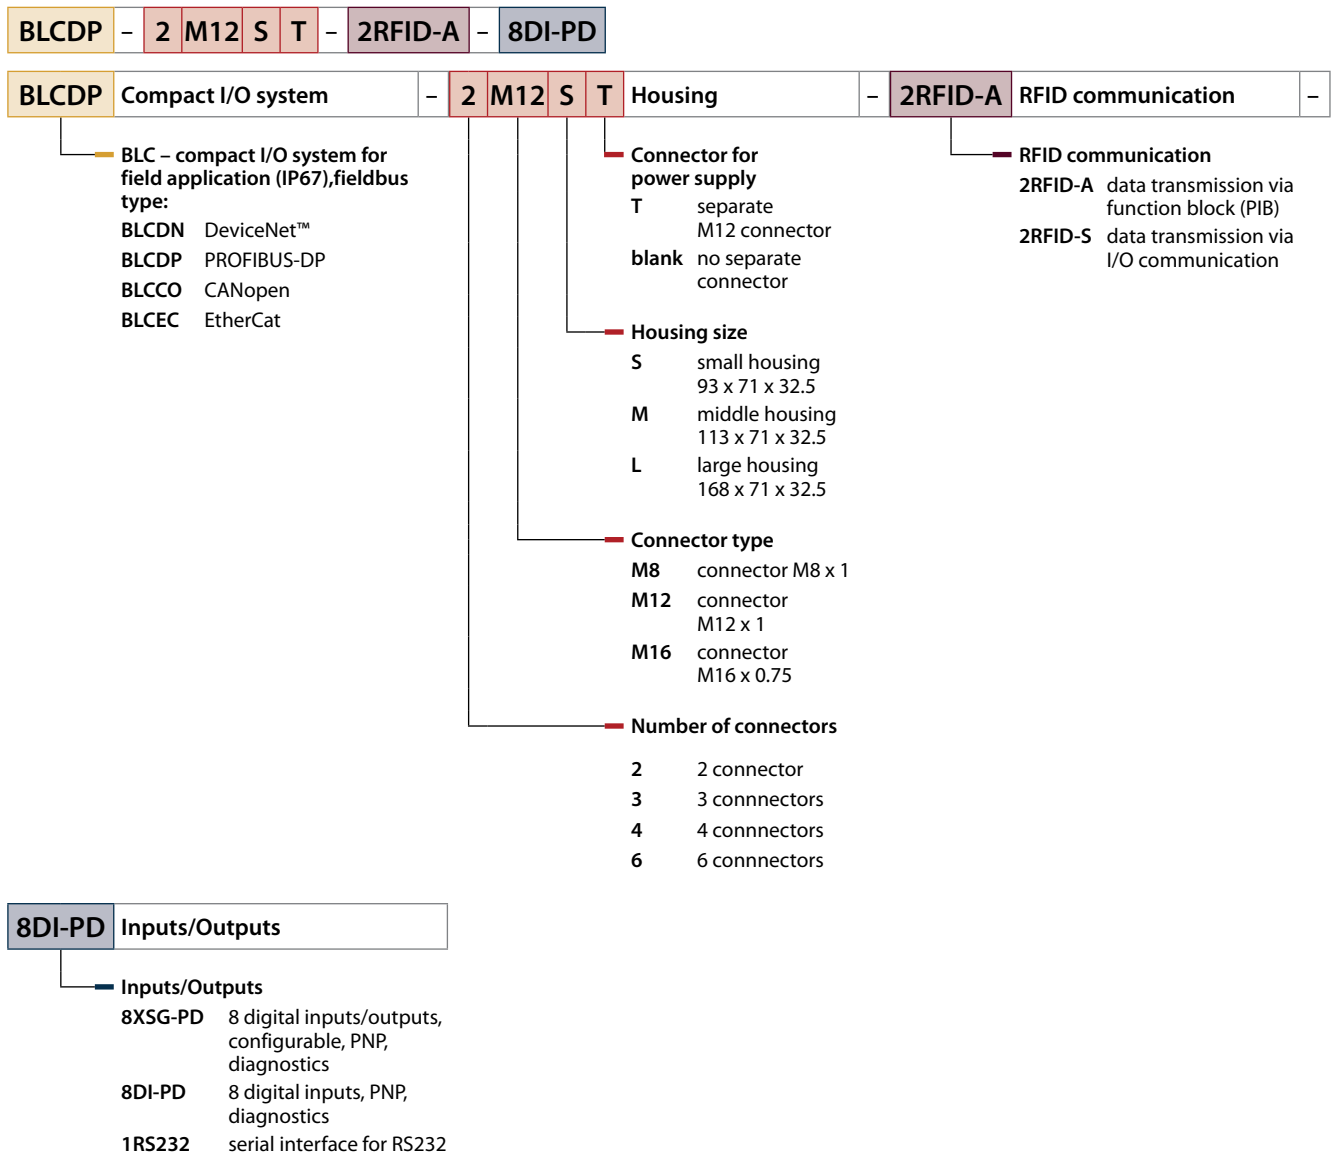 BLCDP – 2 M12 S T – 2RFID-A – 8DI-PD
BLCDP Compact I/O system – 2 M12 S T Housing – 2RFID-A RFID communication –
BLC – compact I/O system for
field application (IP67),fieldbus
type:
BLCDN DeviceNet™
BLCDP PROFIBUS-DP
BLCCO CANopen
BLCEC EtherCat
Connector for
power supply
T separate
M12 connector
blank no separate
connector
Housing size
S small housing
93 x 71 x 32.5
M middle housing
113 x 71 x 32.5
L large housing
168 x 71 x 32.5
Connector type
M8 connector M8 x 1
M12 connector
M12 x 1
M16 connector
M16 x 0.75
Number of connectors
2 2 connector
3 3 connnectors
4 4 connnectors
6 6 connnectors
RFID communication
2RFID-A data transmission via
function block (PIB)
2RFID-S data transmission via
I/O communication
8DI-PD Inputs/Outputs
Inputs/Outputs
8XSG-PD 8 digital inputs/outputs,
configurable, PNP,
diagnostics
8DI-PD 8 digital inputs, PNP,
diagnostics
1RS232 serial interface for RS232